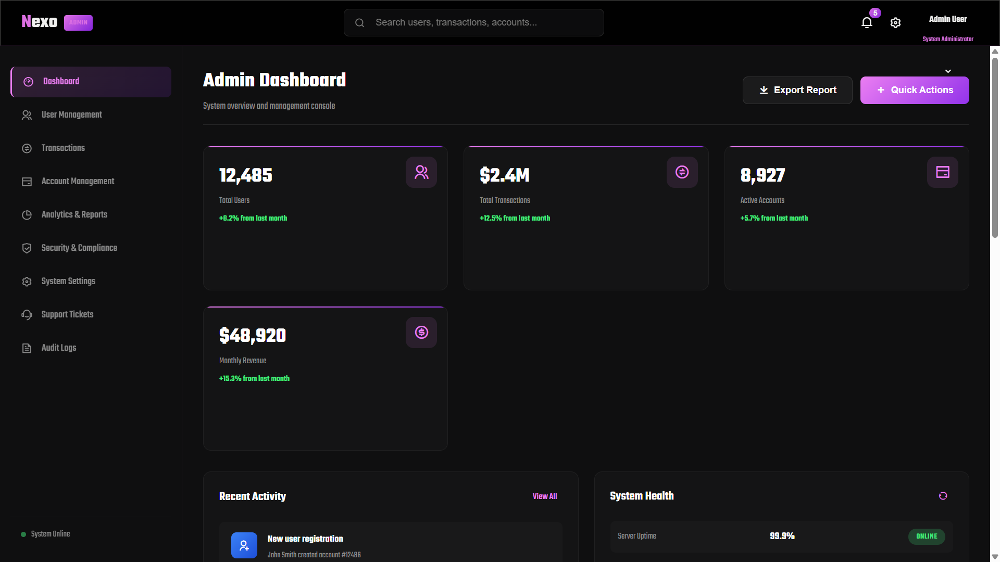 Nexo ADMIN
Search users, transactions, accounts...
5
Admin User
System Administrator
Dashboard
User Management
Transactions
Account Management
Analytics & Reports
Security & Compliance
System Settings
Support Tickets
Audit Logs
System Online
Admin Dashboard
System overview and management console
Export Report
+ Quick Actions
12,485
Total Users
+8.2% from last month
$2.4M
Total Transactions
+12.5% from last month
8,927
Active Accounts
+5.7% from last month
$48,920
Monthly Revenue
+15.3% from last month
Recent Activity
View All
New user registration
John Smith created account #12486
System Health
Server Uptime
99.9%
ONLINE